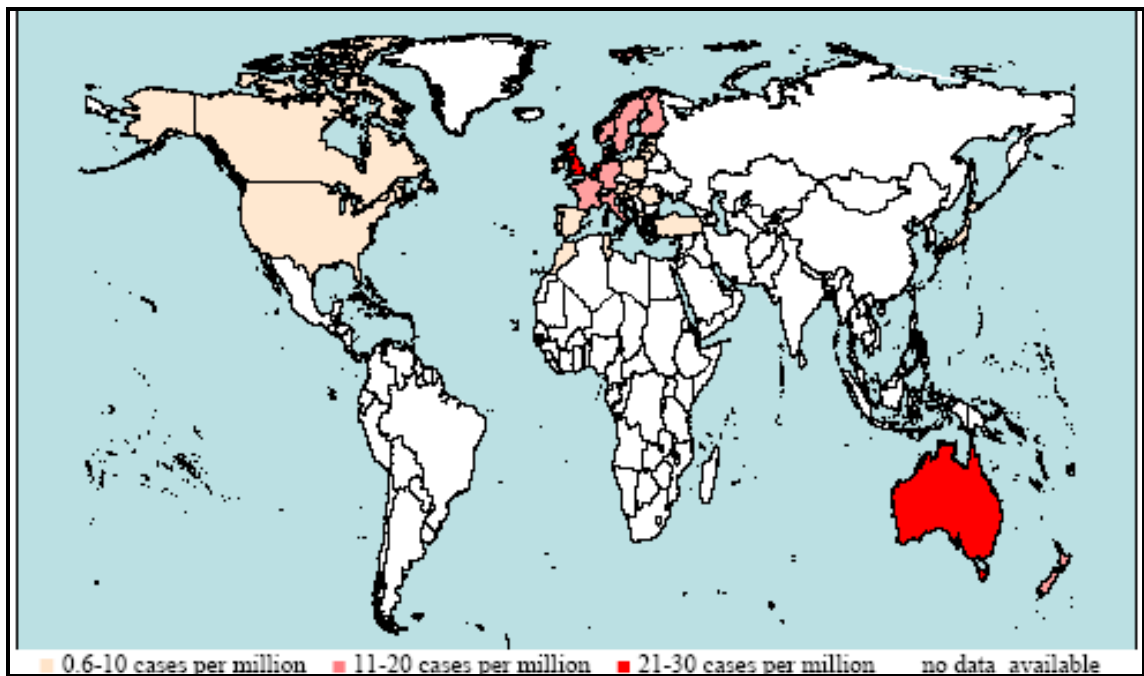 0.6-10 cases per million 11-20 cases per million 21-30 cases per million no data available